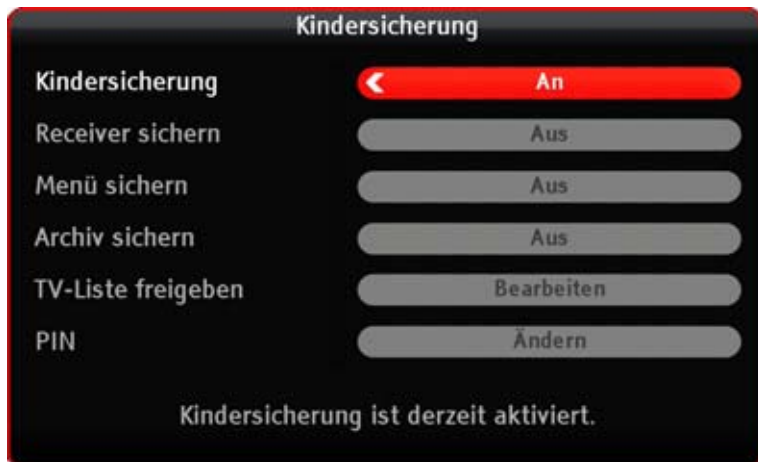 Kindersicherung
Kindersicherung An
Receiver sichern Aus
Menü sichern Aus
Archiv sichern Aus
TV-Liste freigeben Bearbeiten
PIN Ändern
Kindersicherung ist derzeit aktiviert.